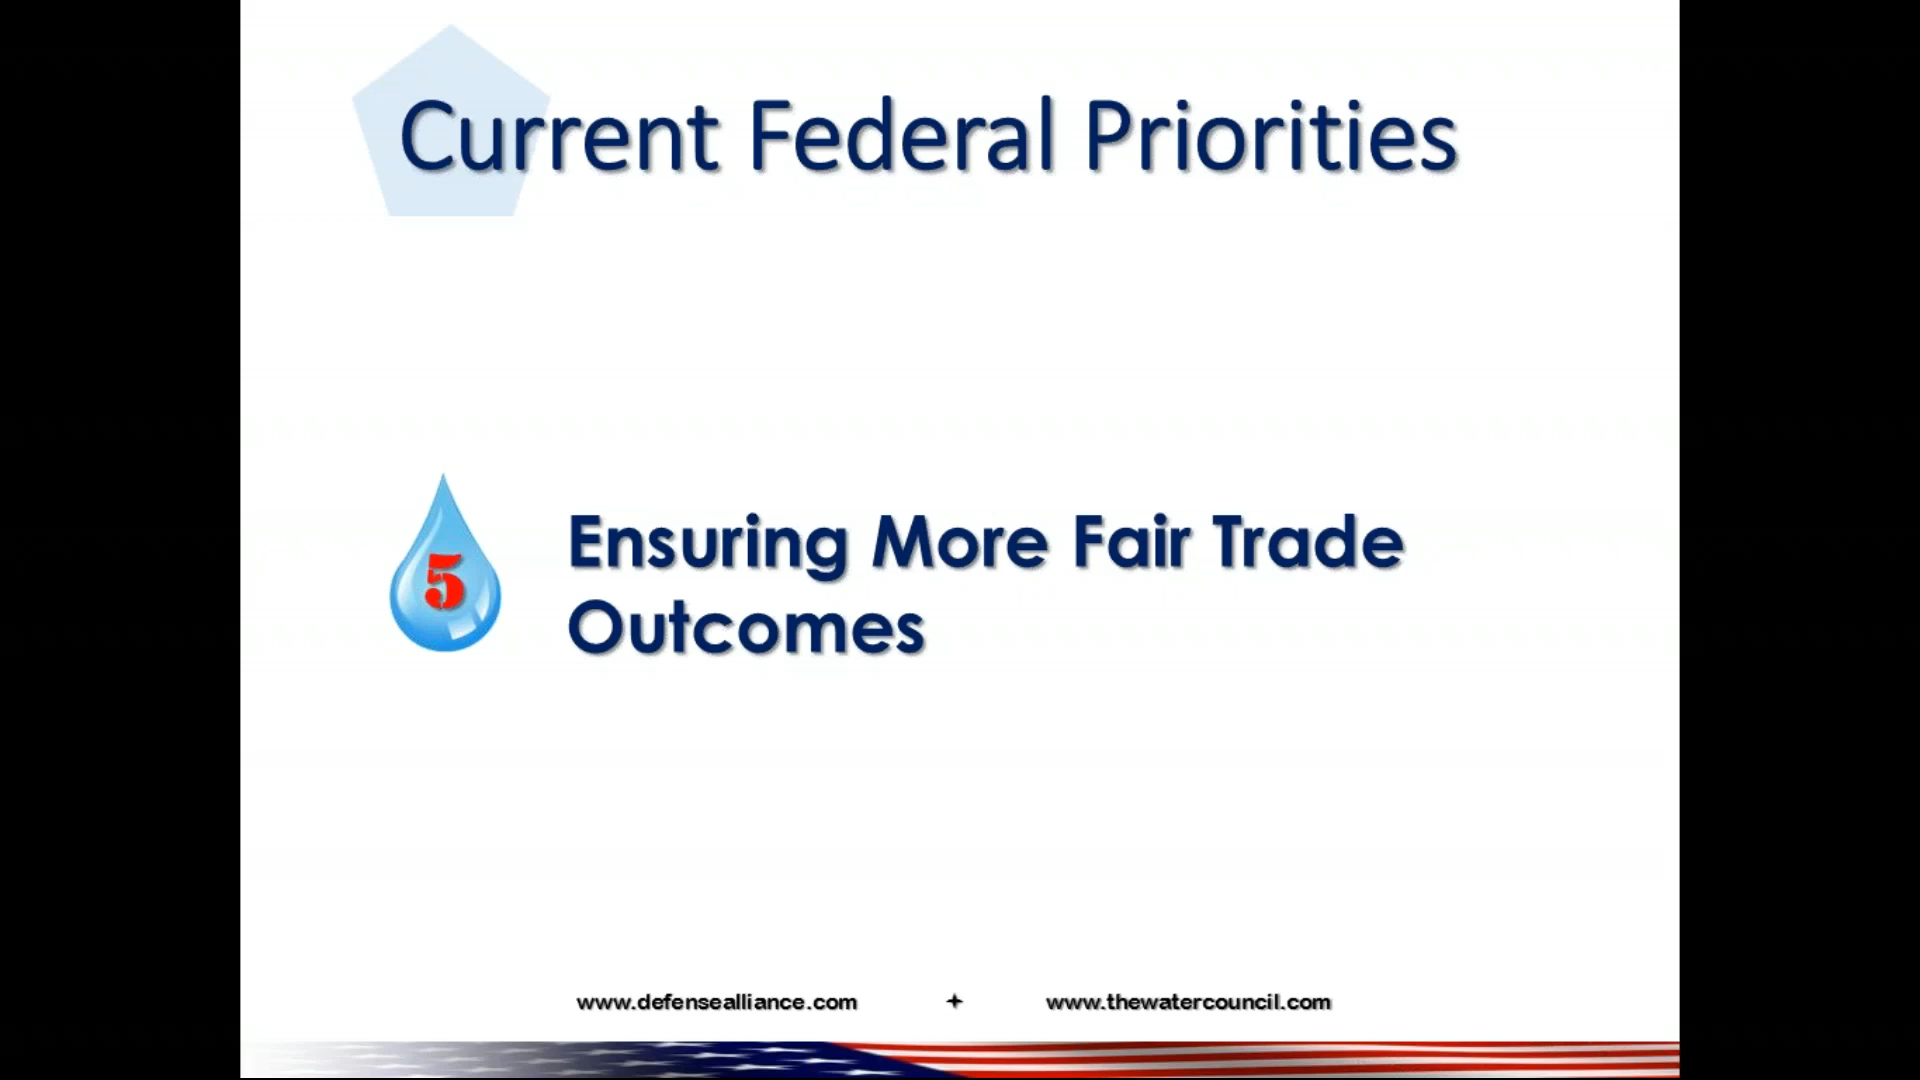 Current Federal Priorities
5
Ensuring More Fair Trade
Outcomes
www.defensealliance.com + www.thewatercouncil.com